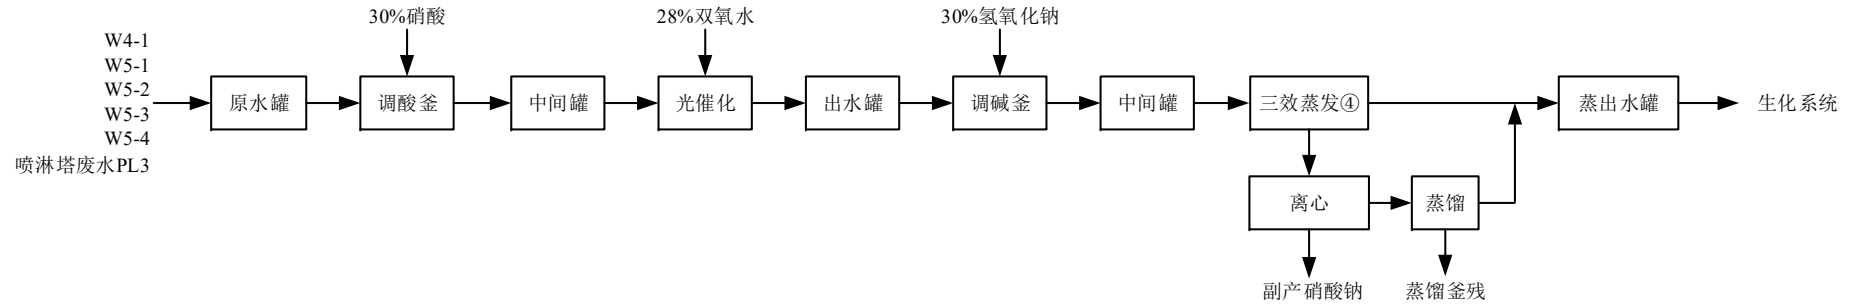 30%硝酸
28%双氧水
30%氢氧化钠
W4-1
W5-1
W5-2
W5-3
W5-4
喷淋塔废水PL3
原水罐
调酸釜
中间罐
光催化
出水罐
调碱釜
中间罐
三效蒸发④
蒸出水罐
生化系统
离心
蒸馏
副产硝酸钠
蒸馏釜残